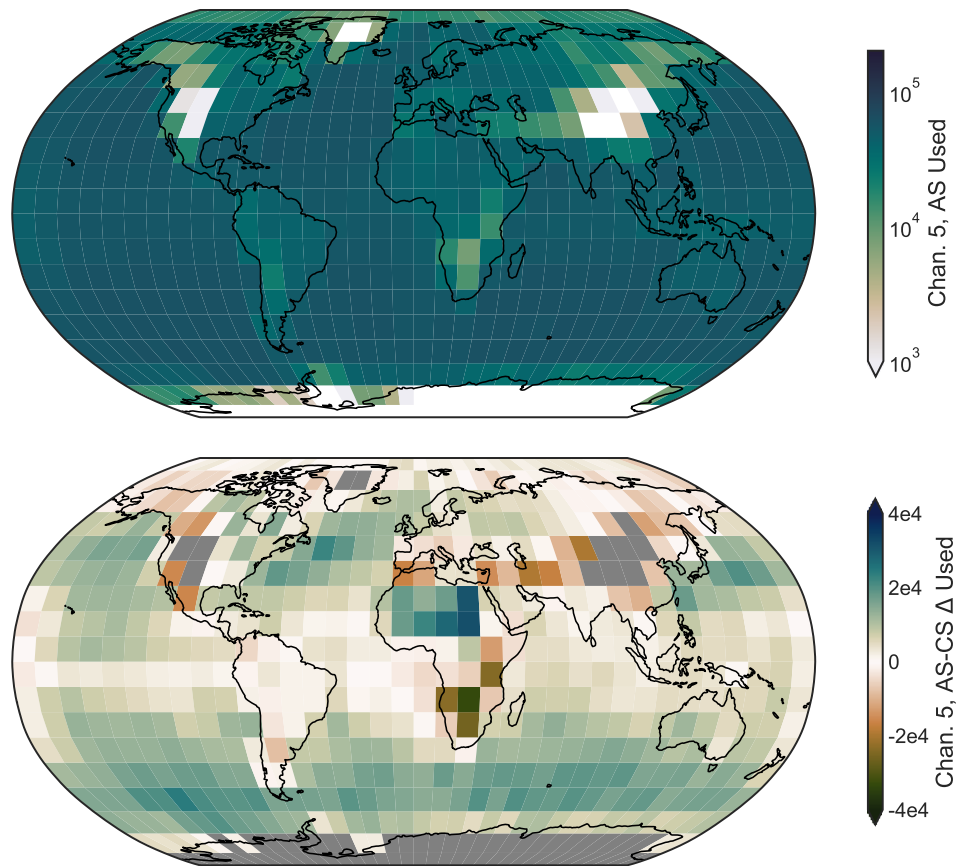 10^5
10^4
10^3
Chan. 5, AS Used
4e4
2e4
0
-2e4
-4e4
Chan. 5, AS-CS Δ Used